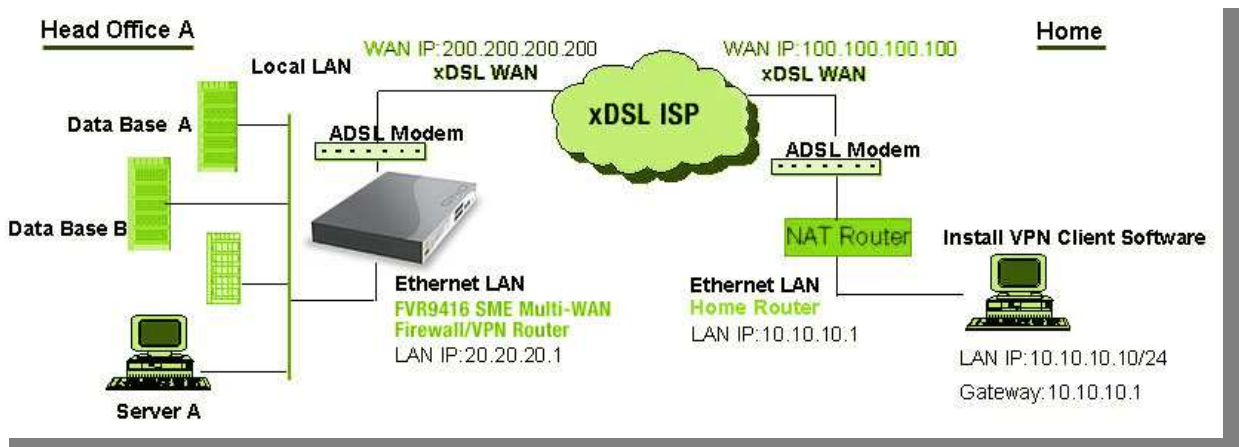 Head Office A
Home
WAN IP:200.200.200.200
xDSL WAN
WAN IP:100.100.100.100
xDSL WAN
Local LAN
xDSL ISP
Data Base A
ADSL Modem
ADSL Modem
Data Base B
NAT Router
Install VPN Client Software
Ethernet LAN
FVR9416 SME Multi-WAN
Firewall/VPN Router
LAN IP:20.20.20.1
Ethernet LAN
Home Router
LAN IP:10.10.10.1
LAN IP:10.10.10.10/24
Gateway:10.10.10.1
Server A